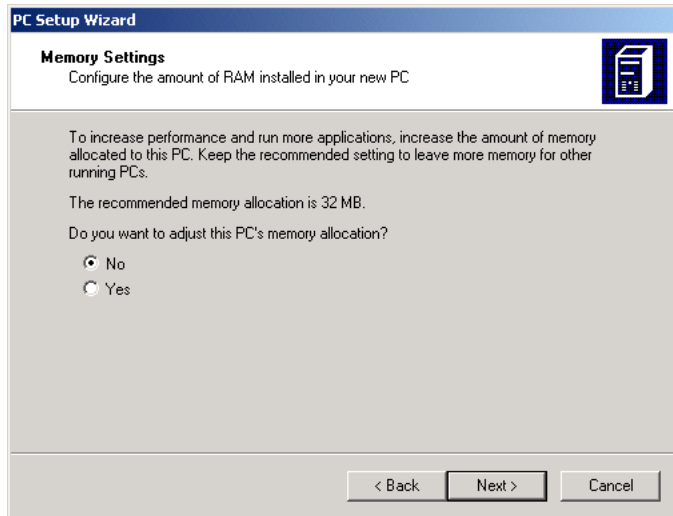 PC Setup Wizard
Memory Settings
Configure the amount of RAM installed in your new PC
To increase performance and run more applications, increase the amount of memory
allocated to this PC. Keep the recommended setting to leave more memory for other
running PCs.
The recommended memory allocation is 32 MB.
Do you want to adjust this PC's memory allocation?
No
Yes
< Back Next > Cancel